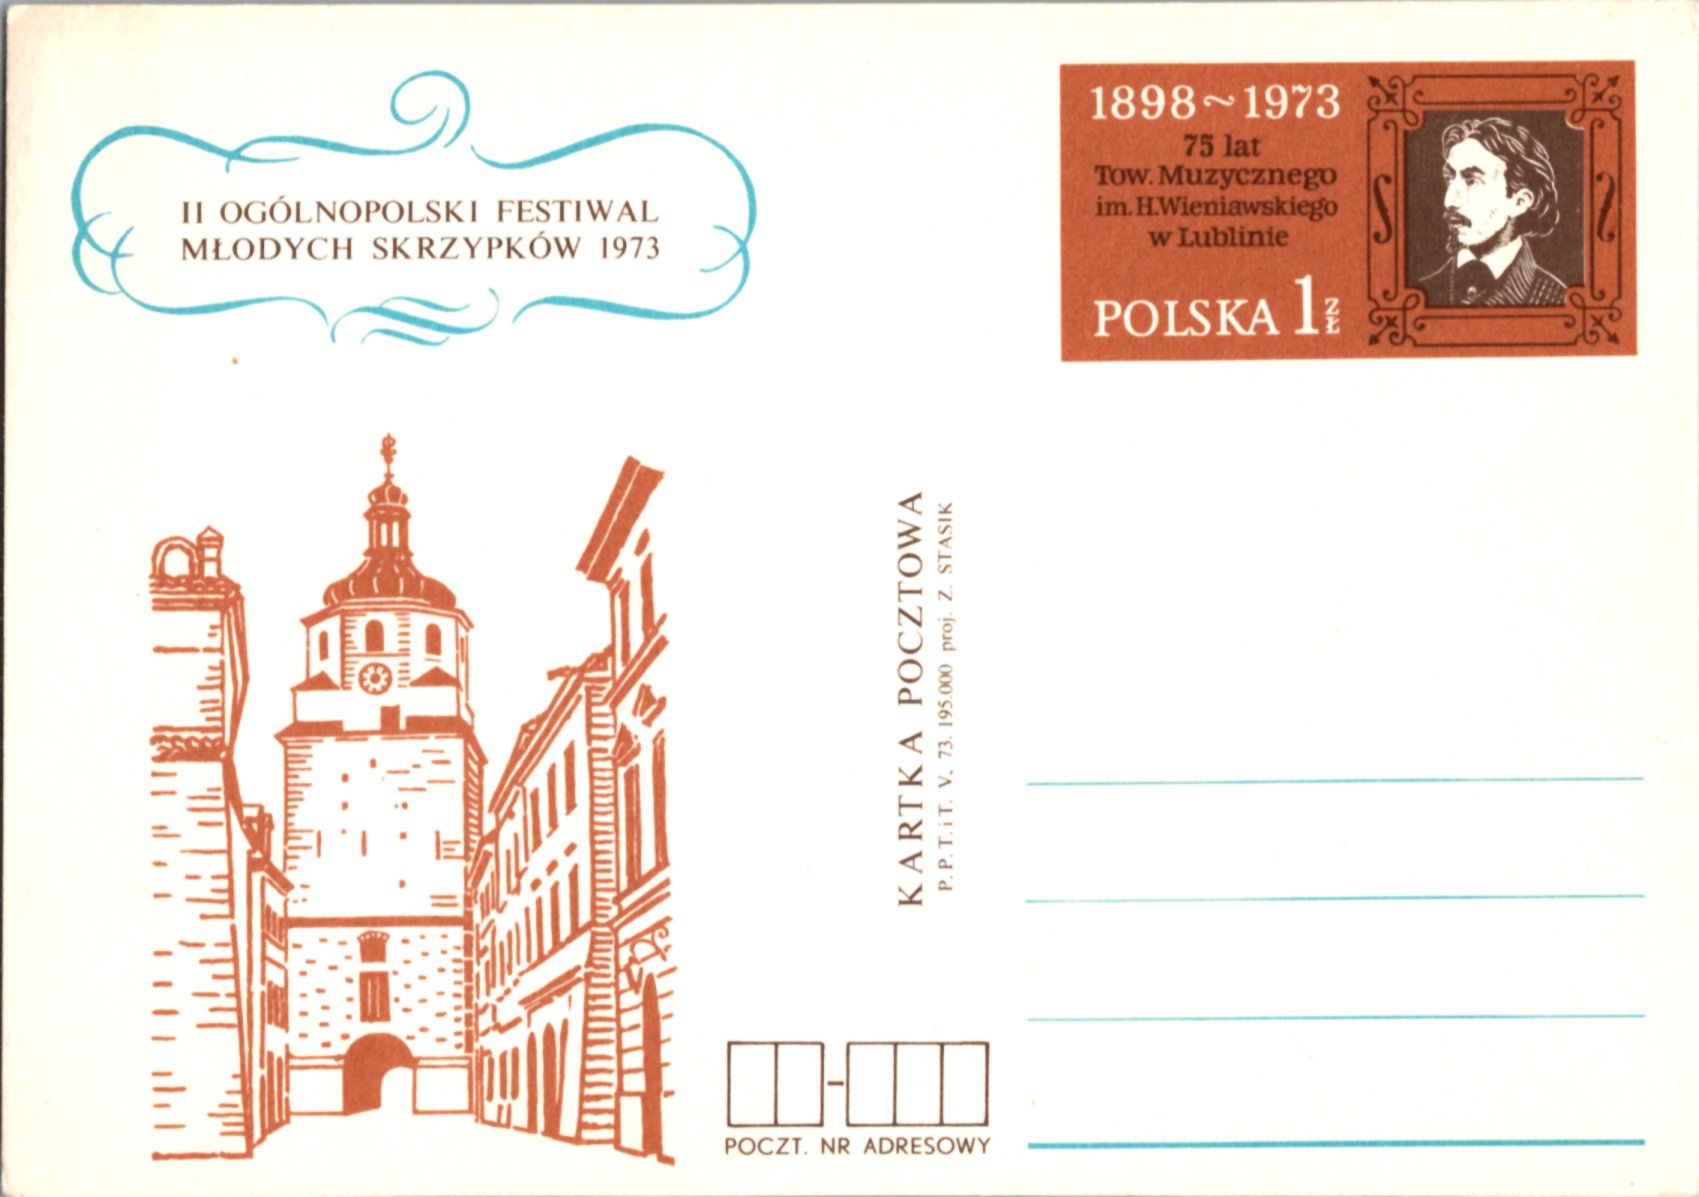 II OGÓLNOPOLSKI FESTIWAL
MŁODYCH SKRZYPKÓW 1973
1898~1973
75 lat
Tow. Muzycznego
im. H. Wieniawskiego
w Lublinie
POLSKA 1 ZŁ
KARTKA POCZTOWA
P.P.T.iT. V. 73. 195.000 proj. Z. STASIK
POCZT. NR ADRESOWY